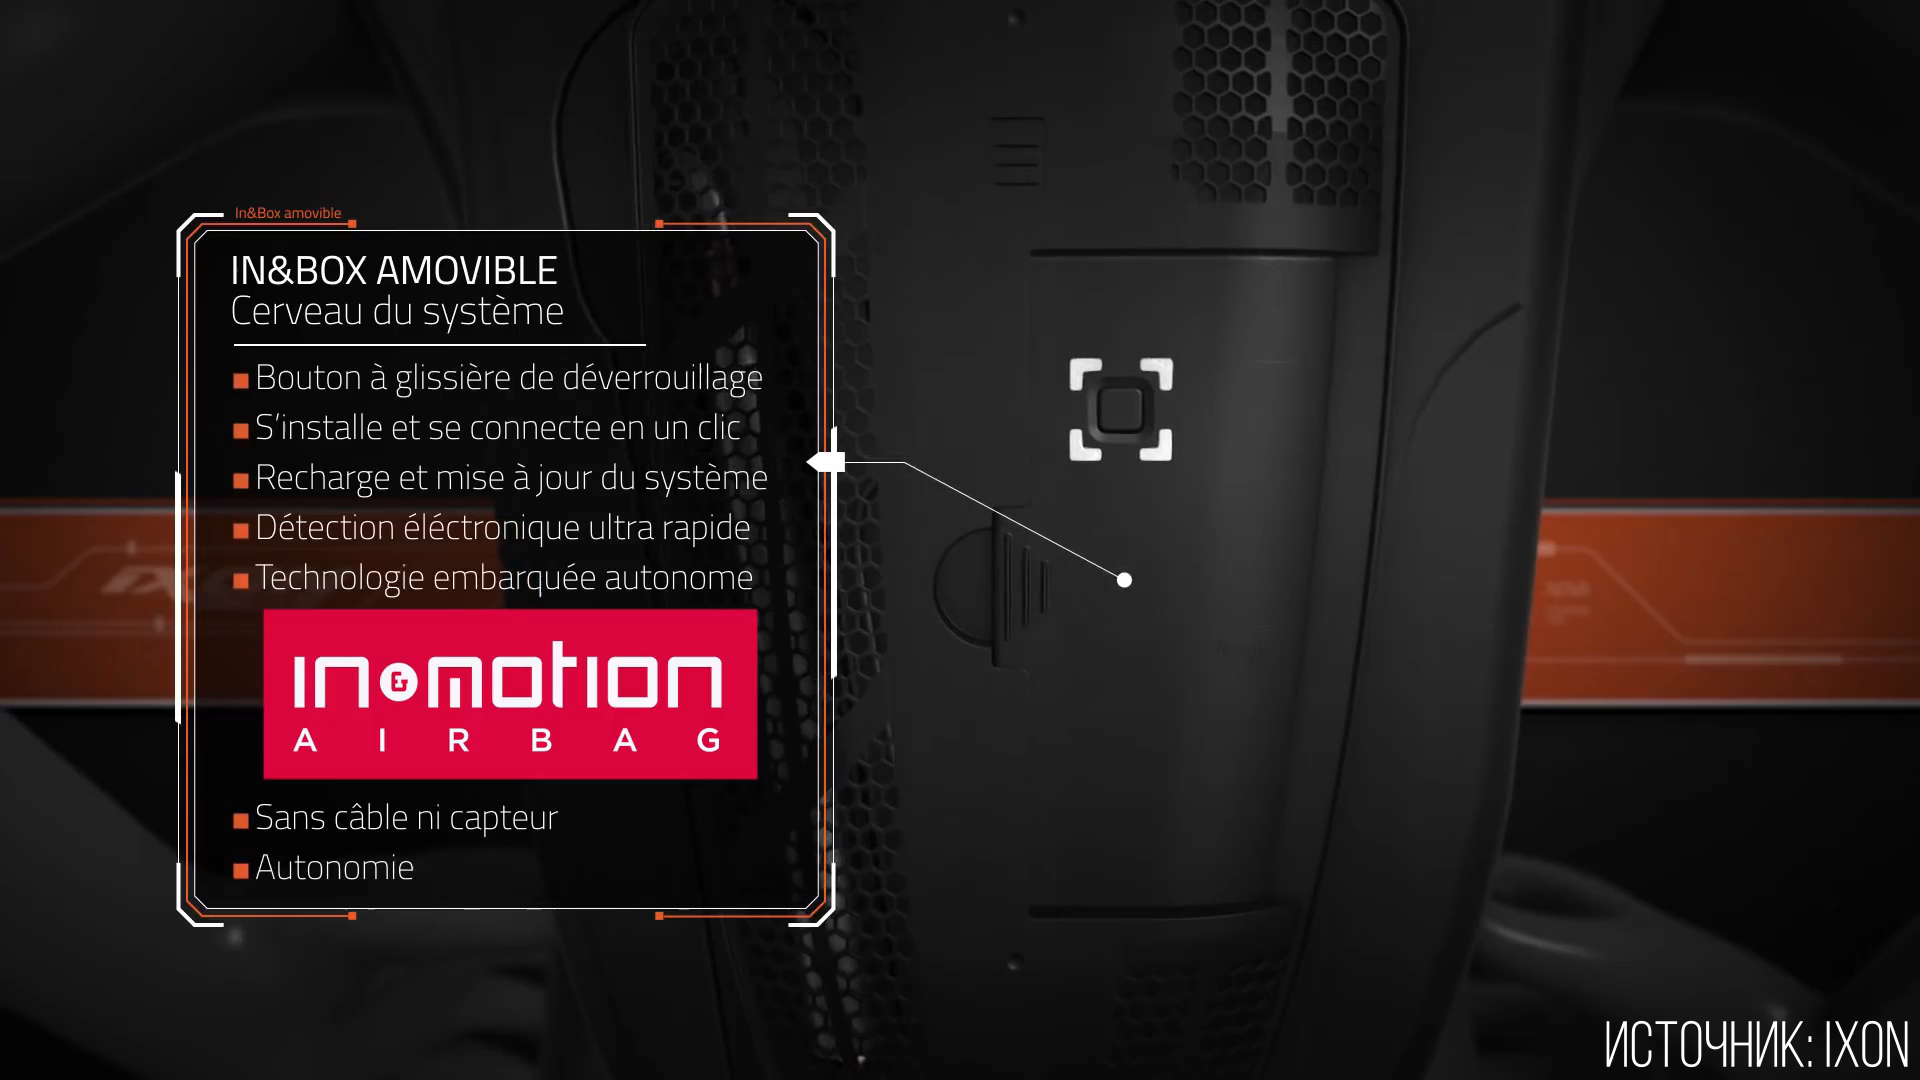 In&Box amovible
IN&BOX AMOVIBLE
Cerveau du système
Bouton à glissière de déverrouillage
S'installe et se connecte en un clic
Recharge et mise à jour du système
Détection éléctronique ultra rapide
Technologie embarquée autonome
in&motion
AIRBAG
Sans câble ni capteur
Autonomie
ИСТОЧНИК: IXON